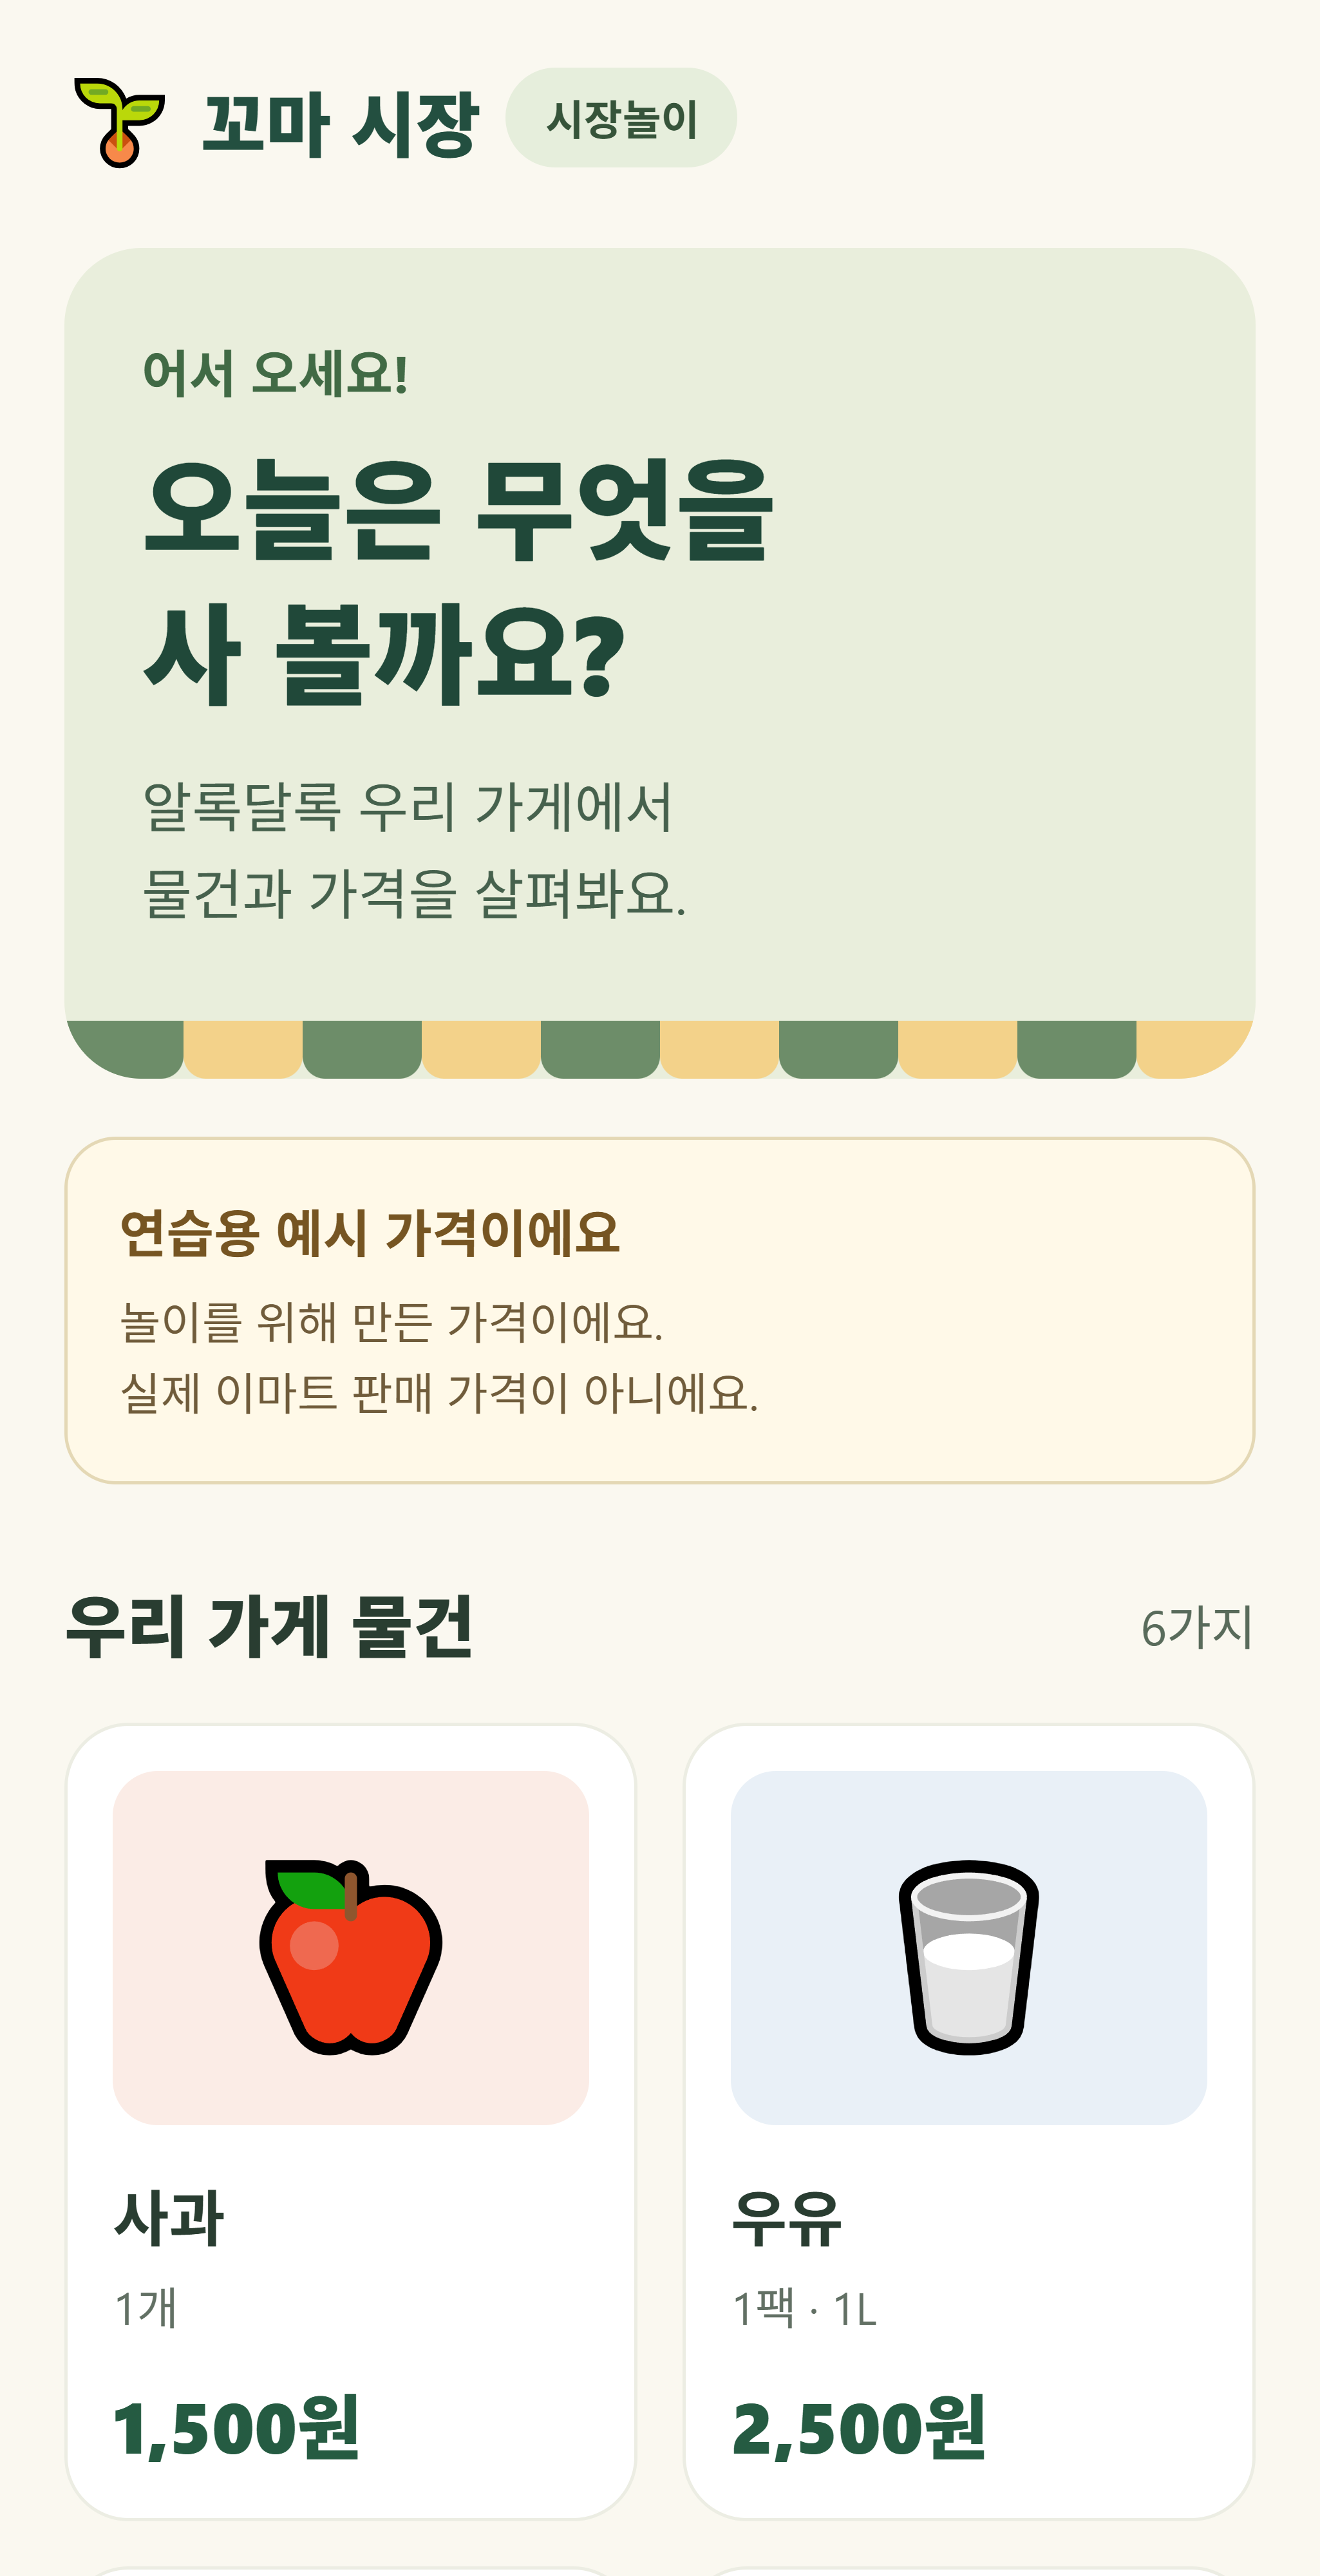 꼬마 시장
시장놀이
어서 오세요!
오늘은 무엇을
사 볼까요?
알록달록 우리 가게에서
물건과 가격을 살펴봐요.
연습용 예시 가격이에요
놀이를 위해 만든 가격이에요.
실제 이마트 판매 가격이 아니에요.
우리 가게 물건
6가지
사과
1개
1,500원
우유
1팩 · 1L
2,500원